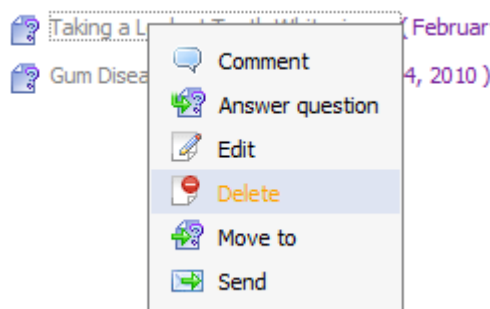 Taking a L Februar
Comment
Gum Disea 4, 2010 )
Answer question
Edit
Delete
Move to
Send